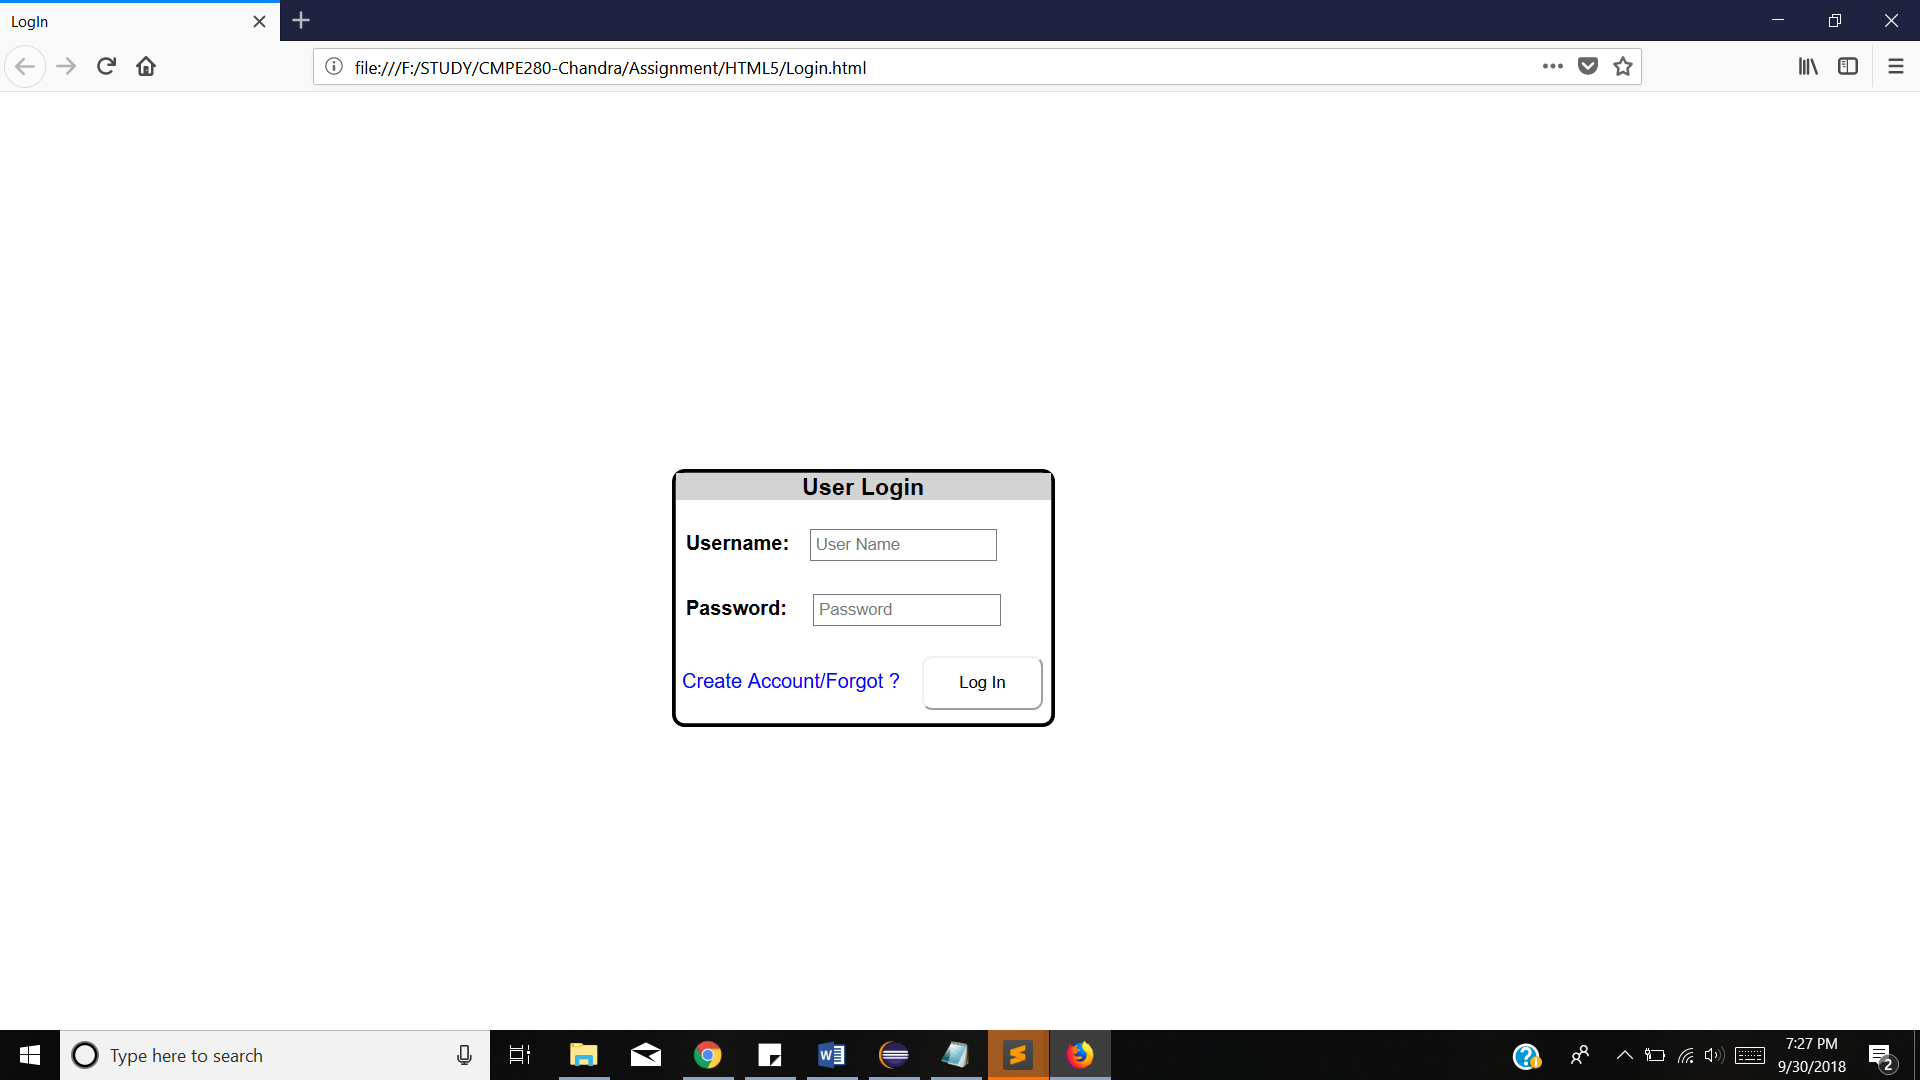 LogIn
file:///F:/STUDY/CMPE280-Chandra/Assignment/HTML5/Login.html
User Login
Username: User Name
Password: Password
Create Account/Forgot ? Log In
Type here to search
7:27 PM
9/30/2018
2